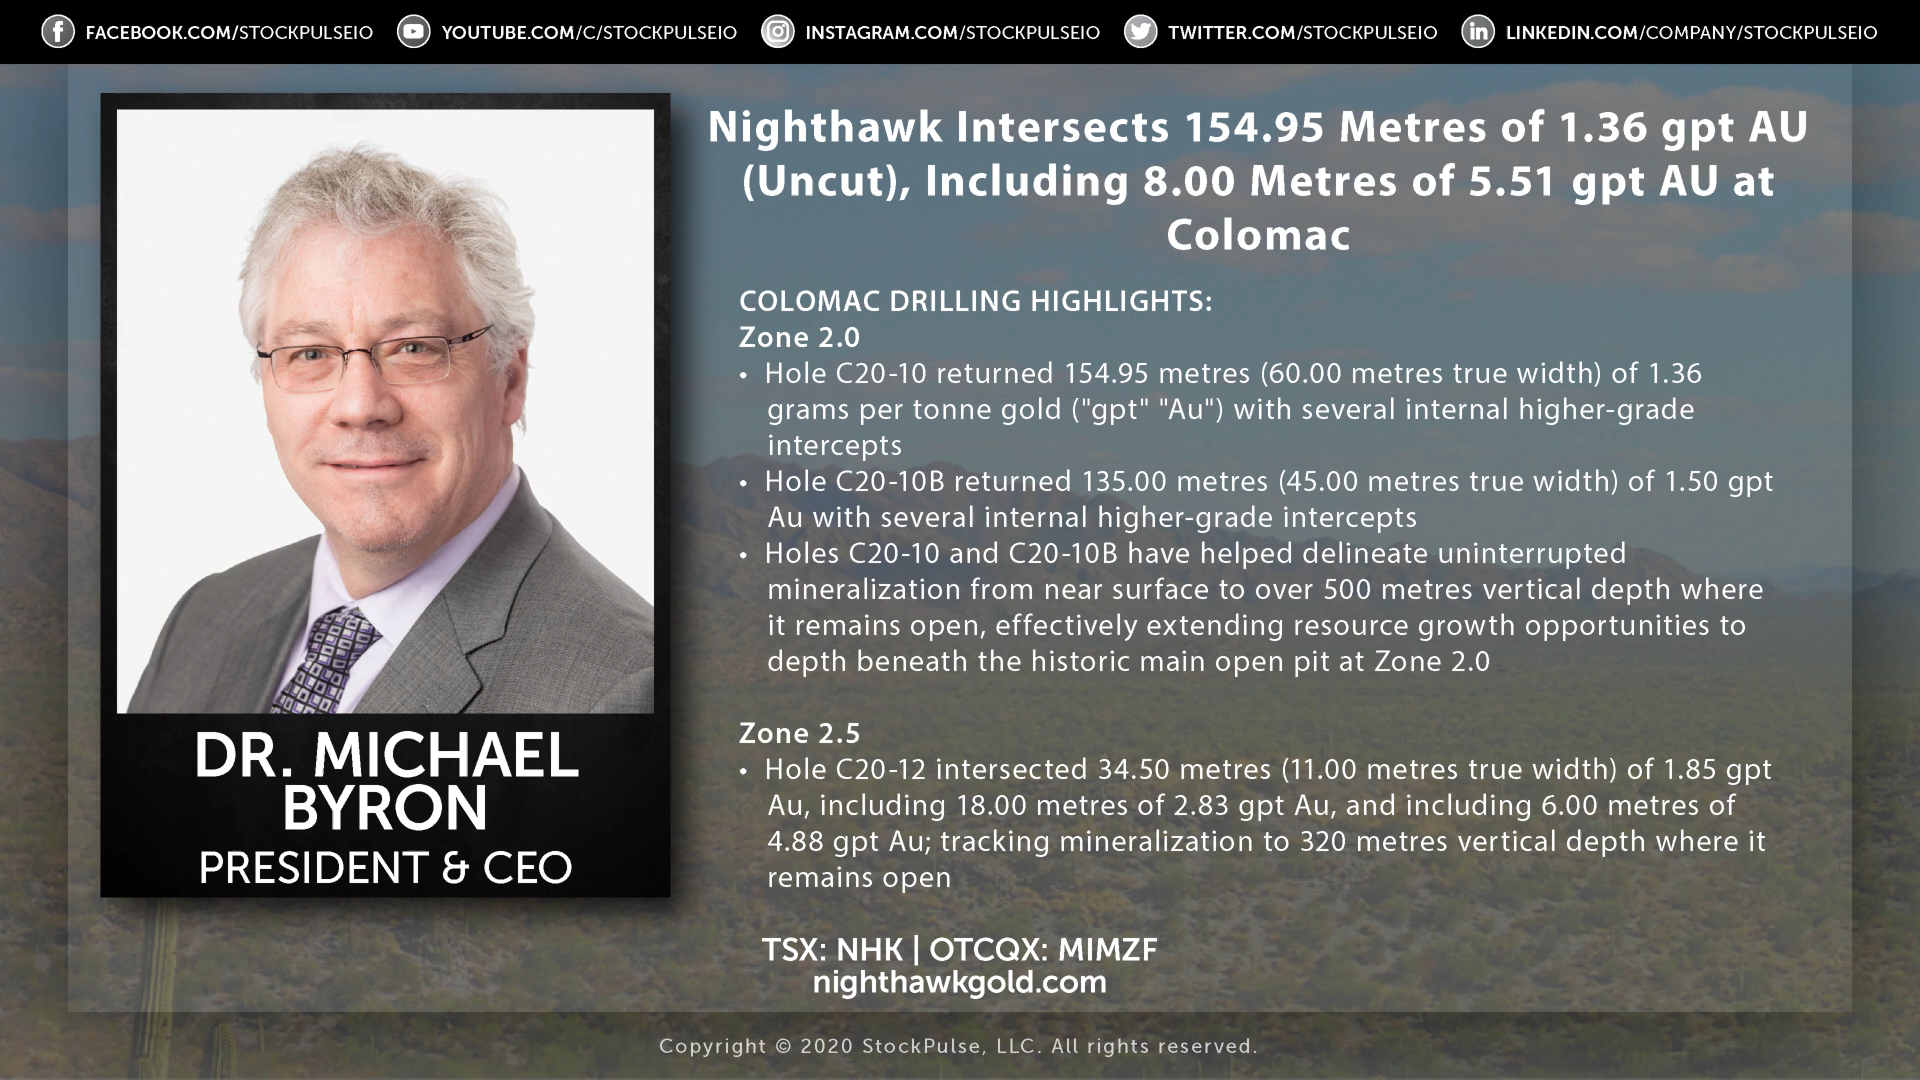 FACEBOOK.COM/STOCKPULSEIO YOUTUBE.COM/C/STOCKPULSEIO INSTAGRAM.COM/STOCKPULSEIO TWITTER.COM/STOCKPULSEIO LINKEDIN.COM/COMPANY/STOCKPULSEIO
Nighthawk Intersects 154.95 Metres of 1.36 gpt AU
(Uncut), Including 8.00 Metres of 5.51 gpt AU at
Colomac
COLOMAC DRILLING HIGHLIGHTS:
Zone 2.0
• Hole C20-10 returned 154.95 metres (60.00 metres true width) of 1.36
grams per tonne gold ("gpt" "Au") with several internal higher-grade
intercepts
• Hole C20-10B returned 135.00 metres (45.00 metres true width) of 1.50 gpt
Au with several internal higher-grade intercepts
• Holes C20-10 and C20-10B have helped delineate uninterrupted
mineralization from near surface to over 500 metres vertical depth where
it remains open, effectively extending resource growth opportunities to
depth beneath the historic main open pit at Zone 2.0
Zone 2.5
• Hole C20-12 intersected 34.50 metres (11.00 metres true width) of 1.85 gpt
Au, including 18.00 metres of 2.83 gpt Au, and including 6.00 metres of
4.88 gpt Au; tracking mineralization to 320 metres vertical depth where it
remains open
DR. MICHAEL
BYRON
PRESIDENT & CEO
TSX: NHK | OTCQX: MIMZF
nighthawkgold.com
Copyright © 2020 StockPulse, LLC. All rights reserved.